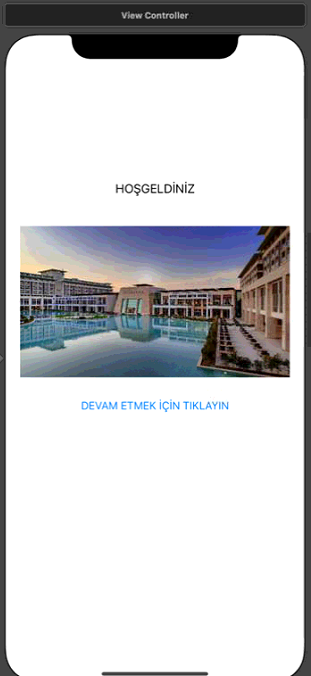 View Controller
HOŞGELDİNİZ
DEVAM ETMEK İÇİN TIKLAYIN